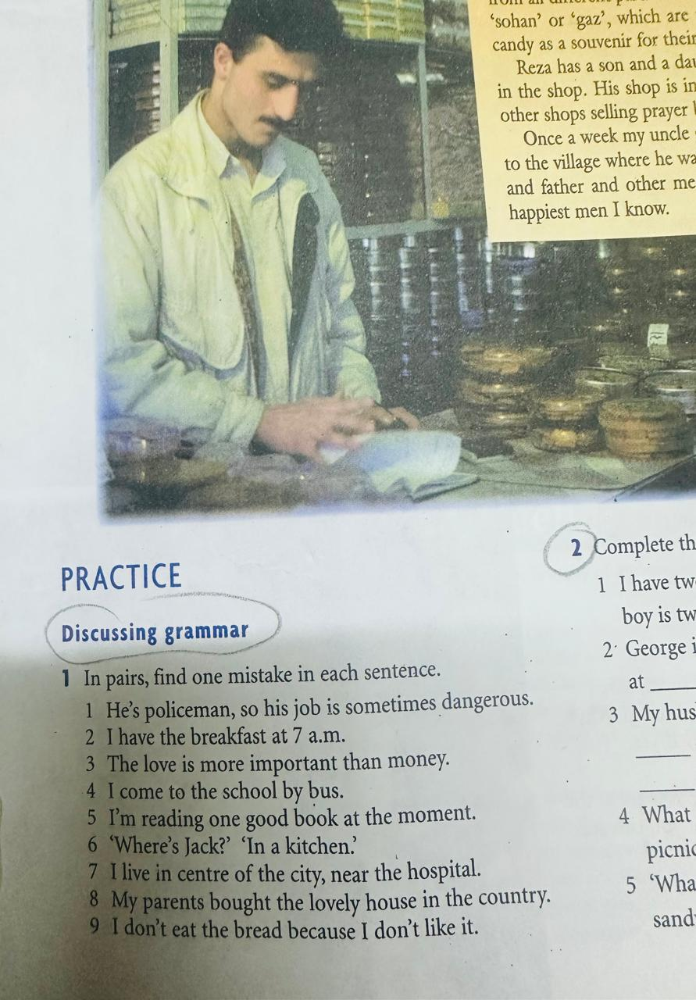 'sohan' or 'gaz', which are
candy as a souvenir for their
Reza has a son and a dau
in the shop. His shop is in
other shops selling prayer
Once a week my uncle
to the village where he wa
and father and other me
happiest men I know.
PRACTICE
Discussing grammar
1 In pairs, find one mistake in each sentence.
1 He's policeman, so his job is sometimes dangerous.
2 I have the breakfast at 7 a.m.
3 The love is more important than money.
4 I come to the school by bus.
5 I'm reading one good book at the moment.
6 'Where's Jack?' 'In a kitchen.'
7 I live in centre of the city, near the hospital.
8 My parents bought the lovely house in the country.
9 I don't eat the bread because I don't like it.
2 Complete th
1 I have tw
boy is tw
2 George i
at ____
3 My hus
____
____
4 What
picnic
5 'Wha
sand